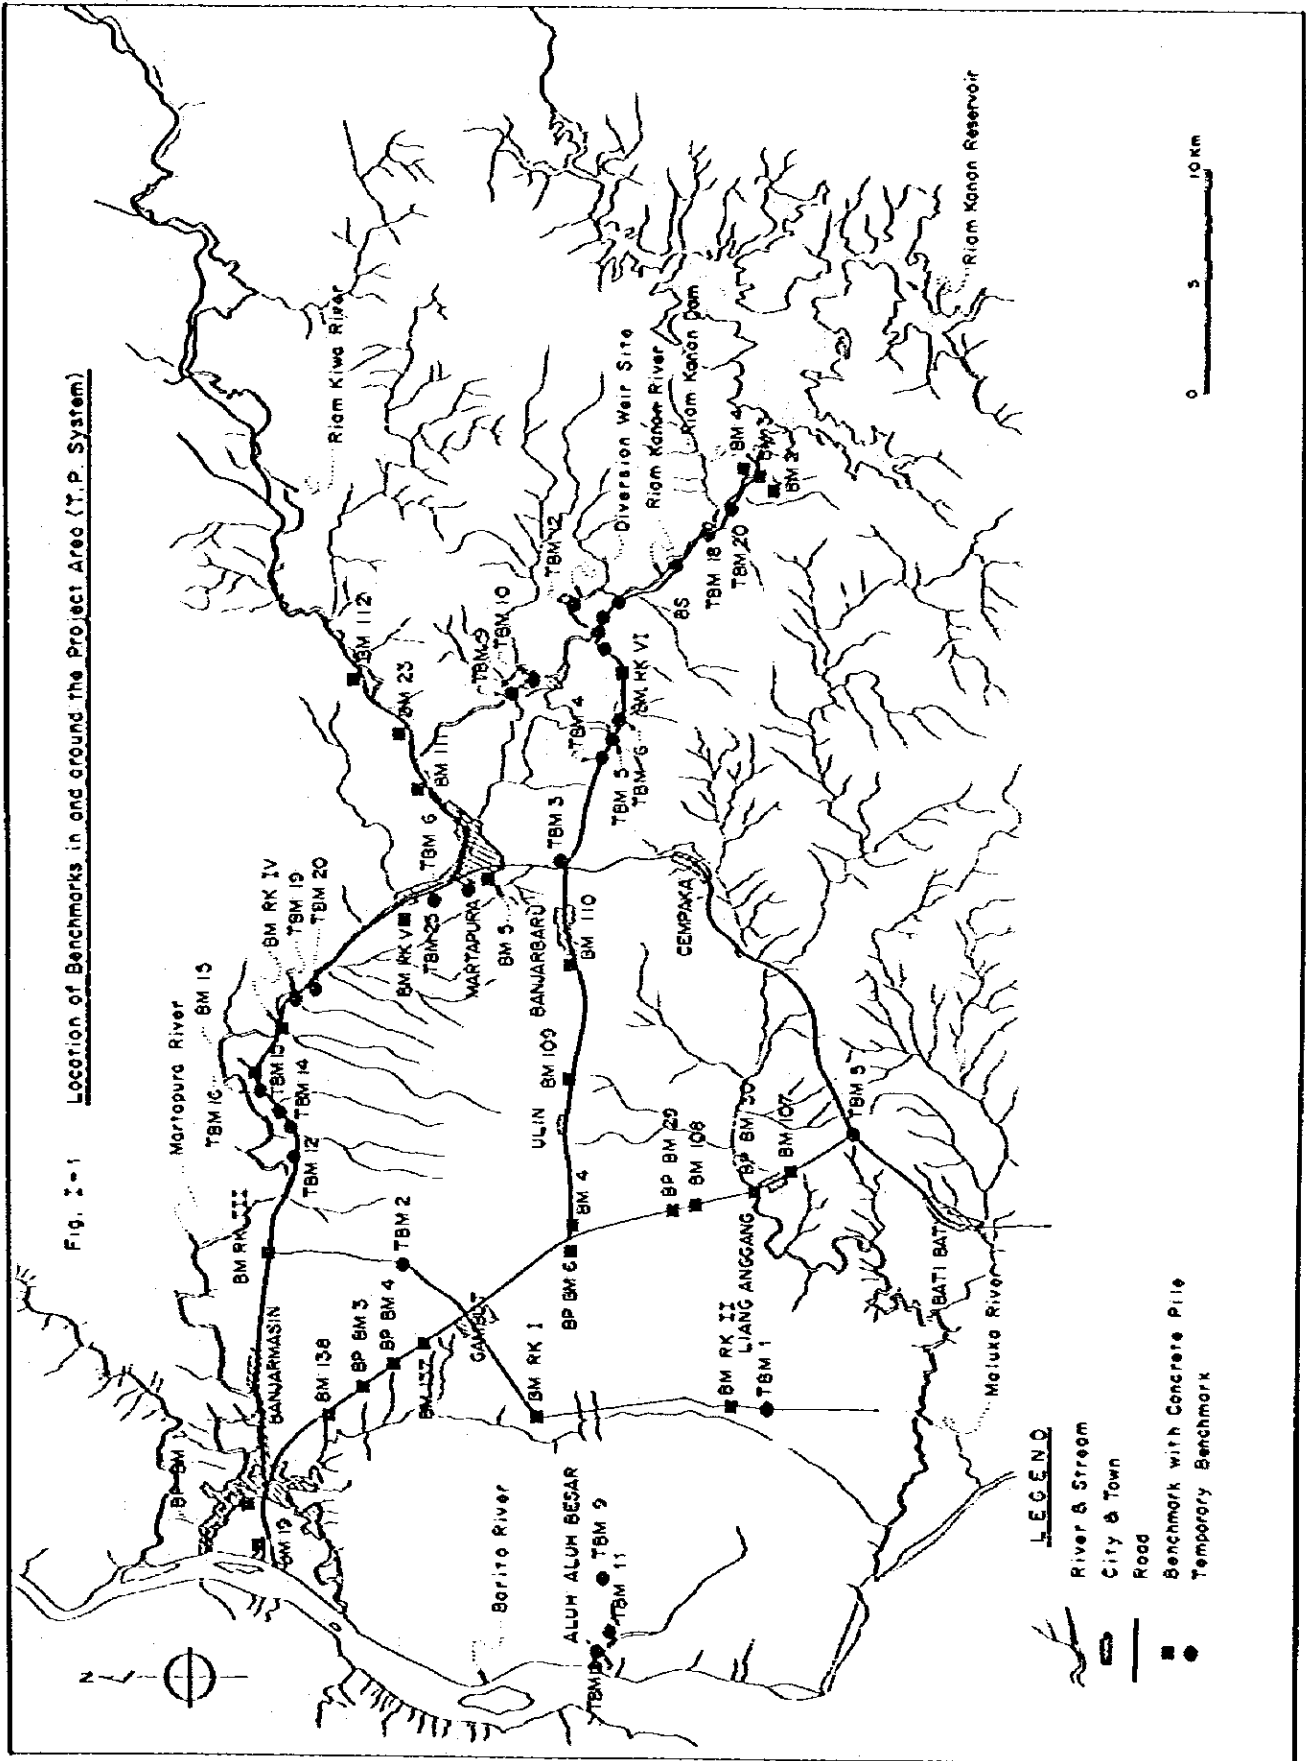 Fig. I-1 Location of Benchmarks in and around the Project Area (T.P. System)
N
Martapura River
BM 15
TBM 16
TBM 15
TBM 14
TBM 12
BM RK IV
TBM 19
TBM 20
BM RK III
TBM 2
BP BM 1
BM 19
BANJARMASIN
BM 138
BP BM 3
BP BM 4
BM 137
GAMBUT
BM RK V
TBM 25
TBM 6
MARTAPURA
BM 5
BM 111
BM 23
BM 112
Riam Kiwa River
TBM 9
TBM 10
TBM 12
Diversion Weir Site
Riam Kanan River
Riam Kanan Dam
BM 4
BM 3
BM 2
Riam Kanan Reservoir
TBM 18
TBM 20
BS
BM RK VI
TBM 4
TBM 5
TBM 6
TBM 3
BANJARBARU
BM 110
CEMPAKA
BM 109
ULIN
BM 4
BP BM 6
BM RK I
BP BM 29
BM 108
BP BM 30
BM 107
TBM 5
LIANG ANGGANG
BM RK II
TBM 1
BATI BATI
Maluka River
Barito River
ALUH ALUH BESAR
TBM 9
TBM 11
LEGEND
River & Stream
City & Town
Road
Benchmark with Concrete Pile
Temporary Benchmark
0 5 10 Km